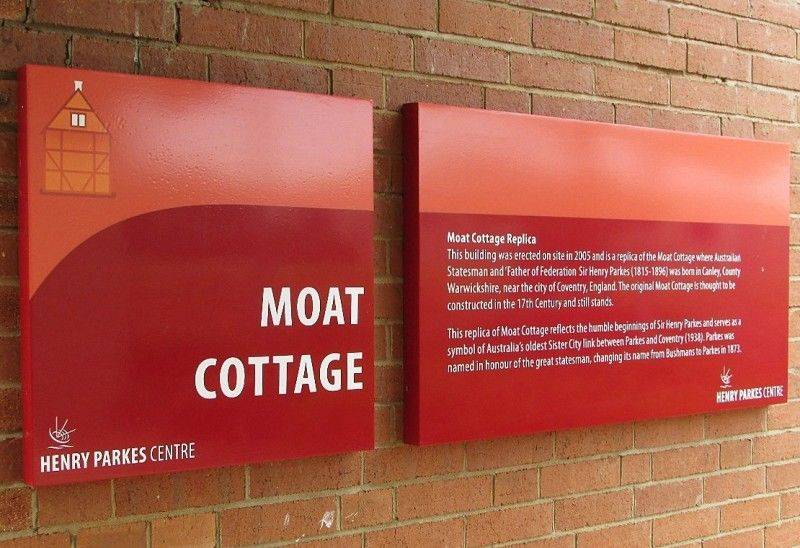 MOAT
COTTAGE
HENRY PARKES CENTRE
Moat Cottage Replica
This building was erected on site in 2005 and is a replica of the Moat Cottage where Australian
Statesman and 'Father of Federation Sir Henry Parkes (1815-1896) was born in Canley, County
Warwickshire, near the city of Coventry, England. The original Moat Cottage is thought to be
constructed in the 17th Century and still stands.
This replica of Moat Cottage reflects the humble beginnings of Sir Henry Parkes and serves as a
symbol of Australia's oldest Sister City link between Parkes and Coventry (1938). Parkes was
named in honour of the great statesman, changing its name from Bushmans to Parkes in 1873.
HENRY PARKES CENTRE